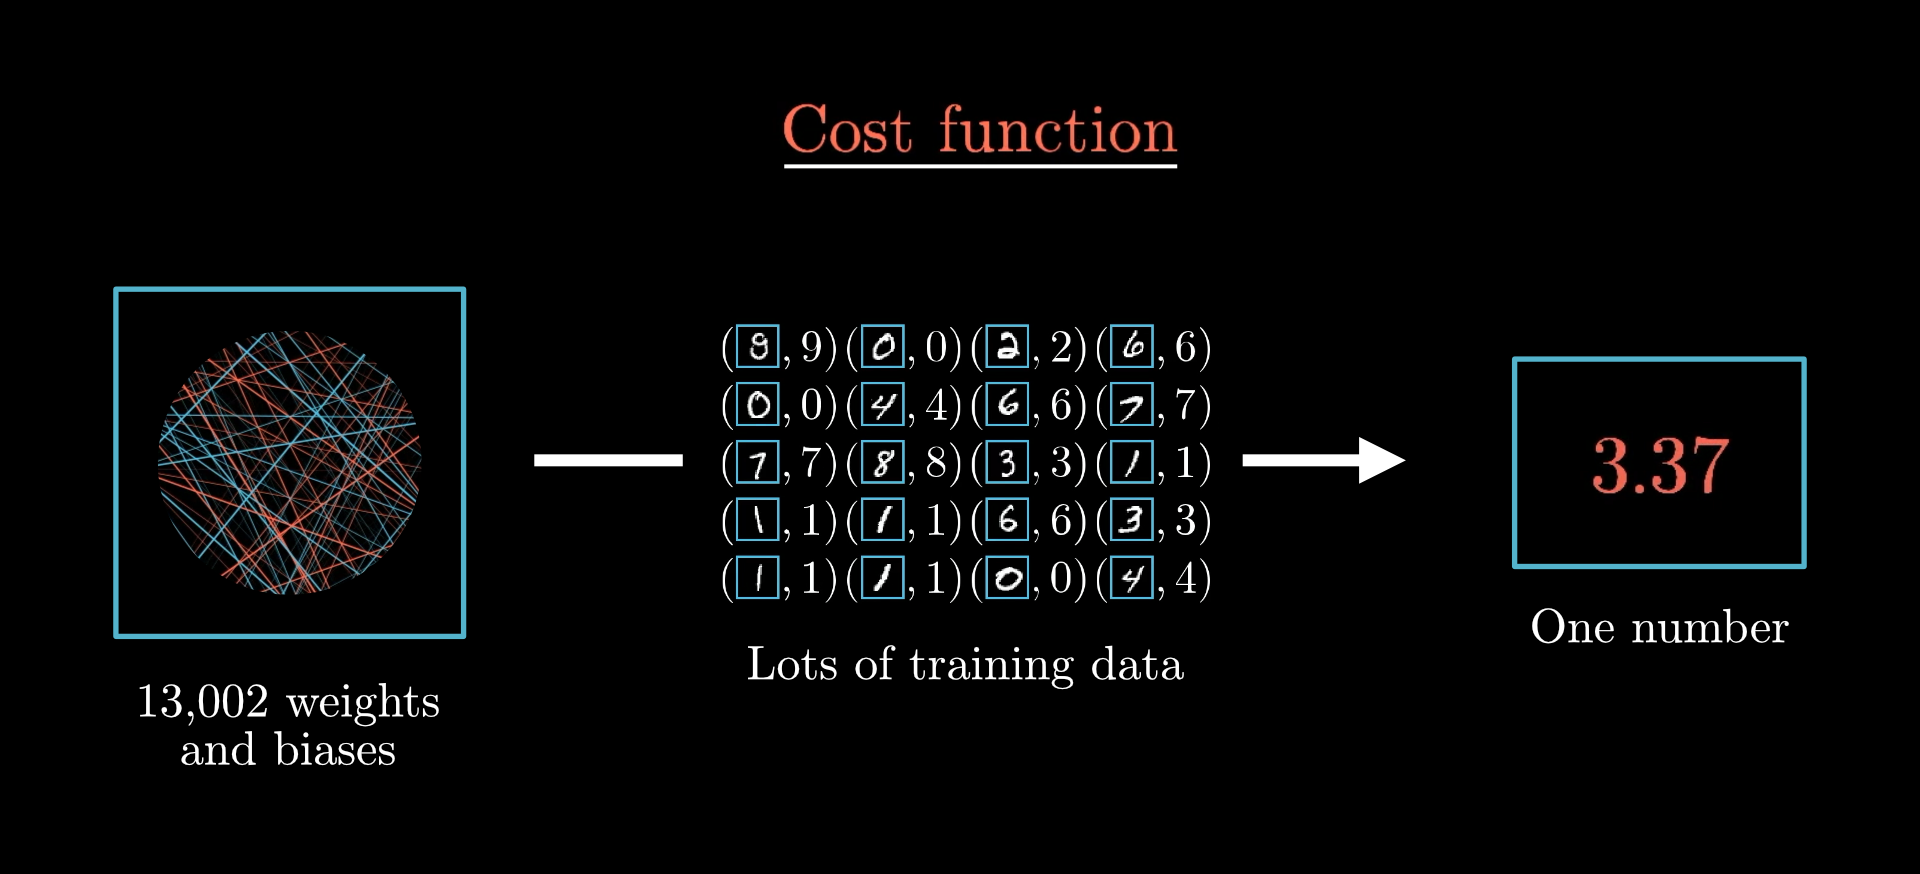 Cost function
(9, 9)(0, 0)(2, 2)(6, 6)
(0, 0)(4, 4)(6, 6)(7, 7)
(7, 7)(8, 8)(3, 3)(1, 1)
(1, 1)(1, 1)(6, 6)(3, 3)
(1, 1)(1, 1)(0, 0)(4, 4)
Lots of training data
13,002 weights
and biases
3.37
One number